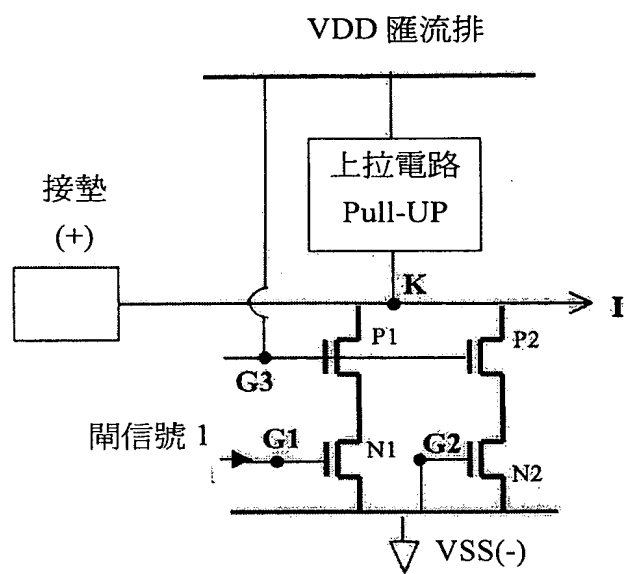 VDD 匯流排
上拉電路
Pull-UP
接墊
(+)
K
I
P1
P2
G3
閘信號 1
G1
N1
G2
N2
VSS(-)